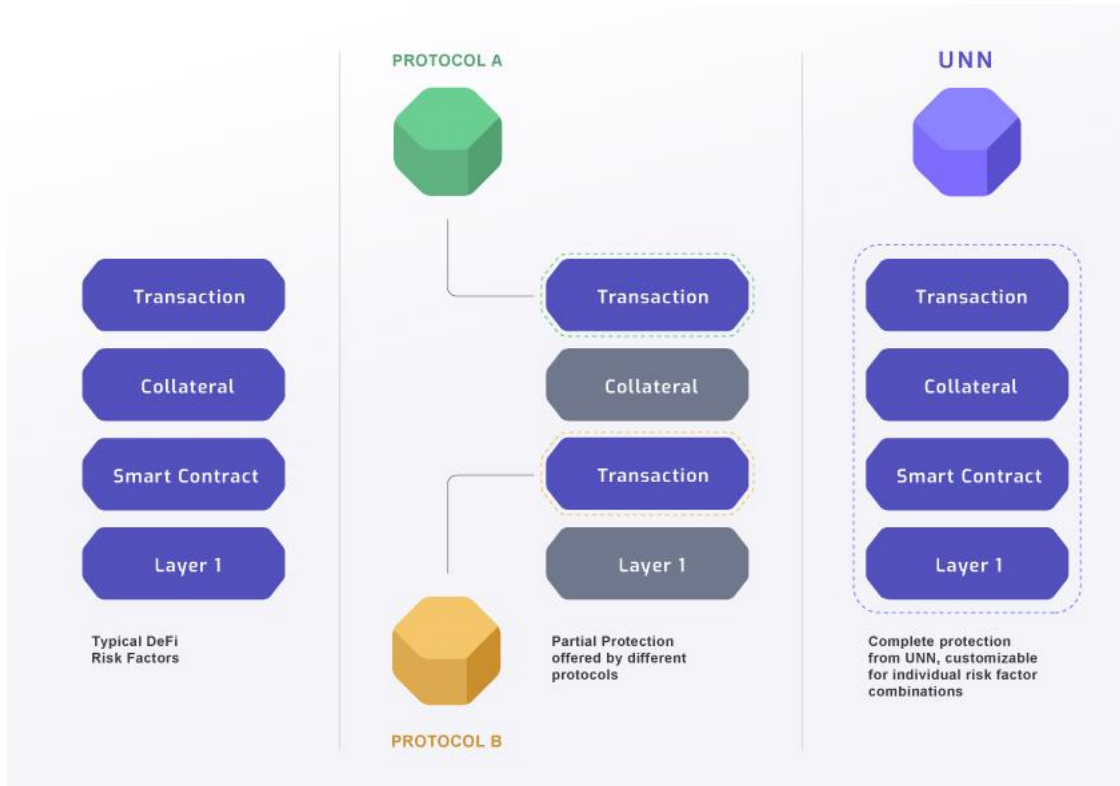 PROTOCOL A
UNN
Transaction
Transaction
Transaction
Collateral
Collateral
Collateral
Smart Contract
Transaction
Smart Contract
Layer 1
Layer 1
Layer 1
Typical DeFi
Risk Factors
Partial Protection
offered by different
protocols
Complete protection
from UNN, customizable
for individual risk factor
combinations
PROTOCOL B